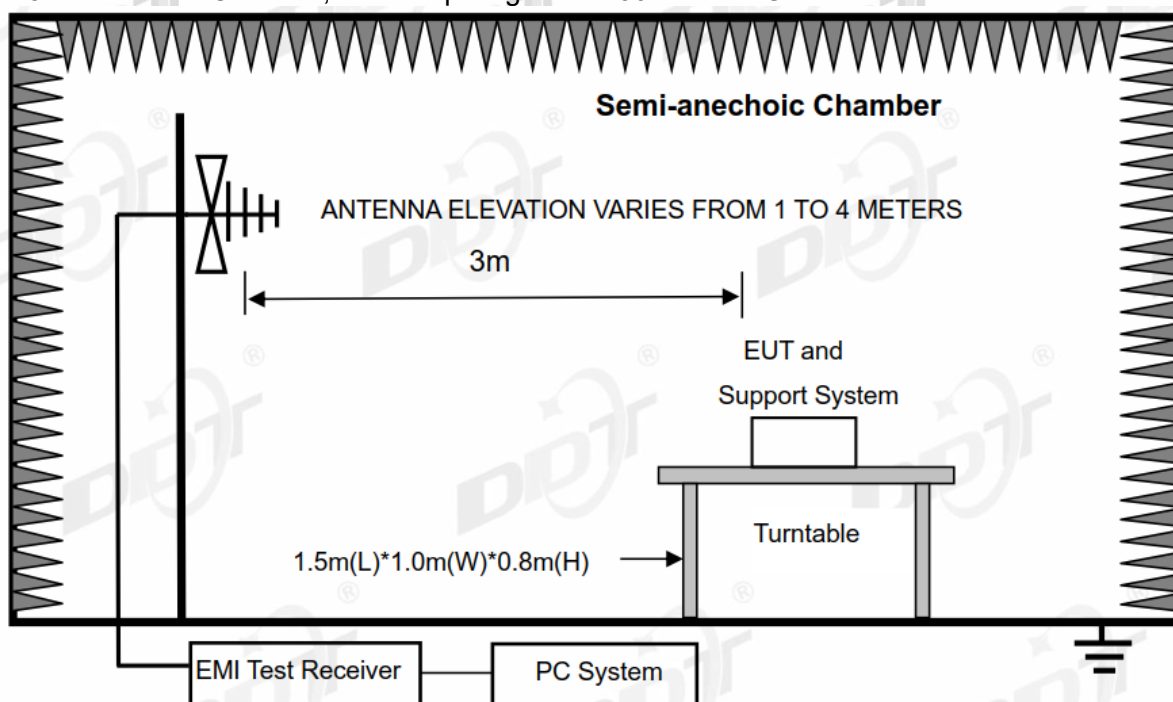 Semi-anechoic Chamber
ANTENNA ELEVATION VARIES FROM 1 TO 4 METERS
3m
EUT and
Support System
Turntable
1.5m(L)*1.0m(W)*0.8m(H)
EMI Test Receiver
PC System
DDT
®